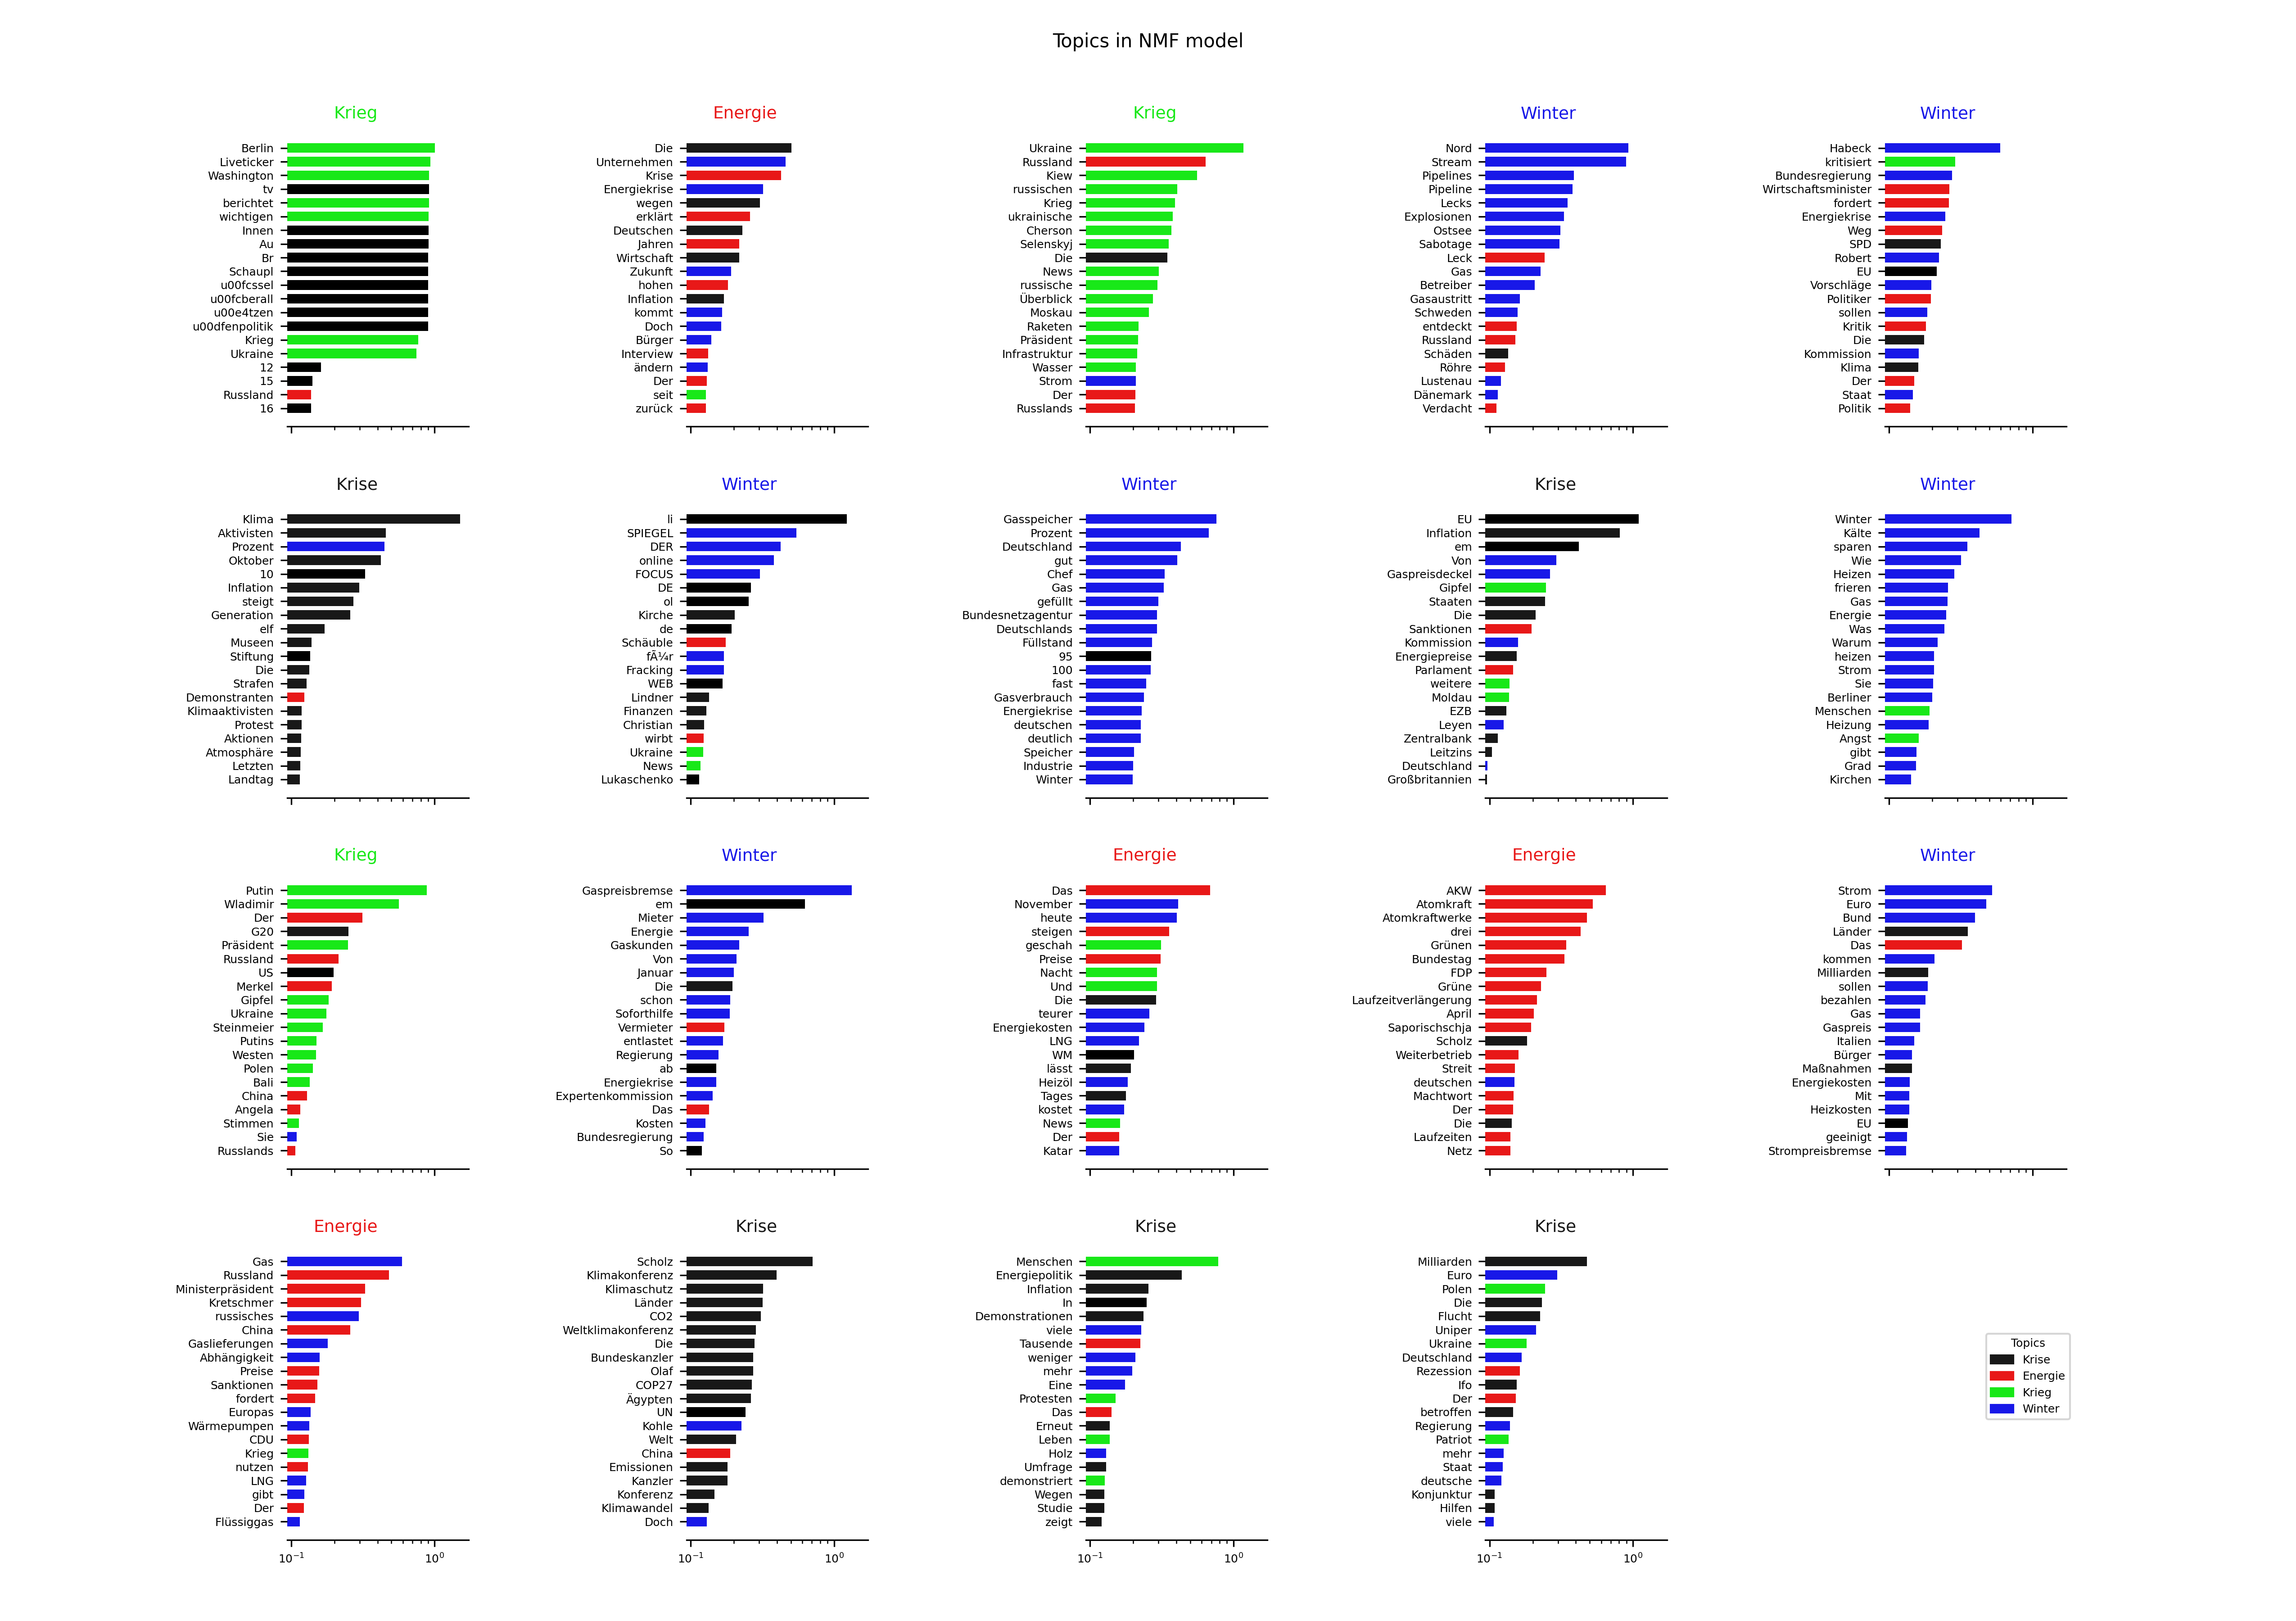 Topics in NMF model
Krieg
Berlin
Liveticker
Washington
tv
berichtet
wichtigen
Innen
Au
Br
Schaupl
u00fcssel
u00fcberall
u00e4tzen
u00dfenpolitik
Krieg
Ukraine
12
15
Russland
16
Energie
Die
Unternehmen
Krise
Energiekrise
wegen
erklärt
Deutschen
Jahren
Wirtschaft
Zukunft
hohen
Inflation
kommt
Doch
Bürger
Interview
ändern
Der
seit
zurück
Krieg
Ukraine
Russland
Kiew
russischen
Krieg
ukrainische
Cherson
Selenskyj
Die
News
russische
Überblick
Moskau
Raketen
Präsident
Infrastruktur
Wasser
Strom
Der
Russlands
Winter
Nord
Stream
Pipelines
Pipeline
Lecks
Explosionen
Ostsee
Sabotage
Leck
Gas
Betreiber
Gasaustritt
Schweden
entdeckt
Russland
Schäden
Röhre
Lustenau
Dänemark
Verdacht
Winter
Habeck
kritisiert
Bundesregierung
Wirtschaftsminister
fordert
Energiekrise
Weg
SPD
Robert
EU
Vorschläge
Politiker
sollen
Kritik
Die
Kommission
Klima
Der
Staat
Politik
Krise
Klima
Aktivisten
Prozent
Oktober
10
Inflation
steigt
Generation
elf
Museen
Stiftung
Die
Strafen
Demonstranten
Klimaaktivisten
Protest
Aktionen
Atmosphäre
Letzten
Landtag
Winter
li
SPIEGEL
DER
online
FOCUS
DE
ol
Kirche
de
Schäuble
fÃ¼r
Fracking
WEB
Lindner
Finanzen
Christian
wirbt
Ukraine
News
Lukaschenko
Winter
Gasspeicher
Prozent
Deutschland
gut
Chef
Gas
gefüllt
Bundesnetzagentur
Deutschlands
Füllstand
95
100
fast
Gasverbrauch
Energiekrise
deutschen
deutlich
Speicher
Industrie
Winter
Krise
EU
Inflation
em
Von
Gaspreisdeckel
Gipfel
Staaten
Die
Sanktionen
Kommission
Energiepreise
Parlament
weitere
Moldau
EZB
Leyen
Zentralbank
Leitzins
Deutschland
Großbritannien
Winter
Winter
Kälte
sparen
Wie
Heizen
frieren
Gas
Energie
Was
Warum
heizen
Strom
Sie
Berliner
Menschen
Heizung
Angst
gibt
Grad
Kirchen
Krieg
Putin
Wladimir
Der
G20
Präsident
Russland
US
Merkel
Gipfel
Ukraine
Steinmeier
Putins
Westen
Polen
Bali
China
Angela
Stimmen
Sie
Russlands
Winter
Gaspreisbremse
em
Mieter
Energie
Gaskunden
Von
Januar
Die
schon
Soforthilfe
Vermieter
entlastet
Regierung
ab
Energiekrise
Expertenkommission
Das
Kosten
Bundesregierung
So
Energie
Das
November
heute
steigen
geschah
Preise
Nacht
Und
Die
teurer
Energiekosten
LNG
WM
lässt
Heizöl
Tages
kostet
News
Der
Katar
Energie
AKW
Atomkraft
Atomkraftwerke
drei
Grünen
Bundestag
FDP
Grüne
Laufzeitverlängerung
April
Saporischschja
Scholz
Weiterbetrieb
Streit
deutschen
Machtwort
Der
Die
Laufzeiten
Netz
Winter
Strom
Euro
Bund
Länder
Das
kommen
Milliarden
sollen
bezahlen
Gas
Gaspreis
Italien
Bürger
Maßnahmen
Energiekosten
Mit
Heizkosten
EU
geeinigt
Strompreisbremse
Energie
Gas
Russland
Ministerpräsident
Kretschmer
russisches
China
Gaslieferungen
Abhängigkeit
Preise
Sanktionen
fordert
Europas
Wärmepumpen
CDU
Krieg
nutzen
LNG
gibt
Der
Flüssiggas
10⁻¹ 10⁰
Krise
Scholz
Klimakonferenz
Klimaschutz
Länder
CO2
Weltklimakonferenz
Die
Bundeskanzler
Olaf
COP27
Ägypten
UN
Kohle
Welt
China
Emissionen
Kanzler
Konferenz
Klimawandel
Doch
10⁻¹ 10⁰
Krise
Menschen
Energiepolitik
Inflation
In
Demonstrationen
viele
Tausende
weniger
mehr
Eine
Protesten
Das
Erneut
Leben
Holz
Umfrage
demonstriert
Wegen
Studie
zeigt
10⁻¹ 10⁰
Krise
Milliarden
Euro
Polen
Die
Flucht
Uniper
Ukraine
Deutschland
Rezession
Ifo
Der
betroffen
Regierung
Patriot
mehr
Staat
deutsche
Konjunktur
Hilfen
viele
10⁻¹ 10⁰
Topics
Krise
Energie
Krieg
Winter